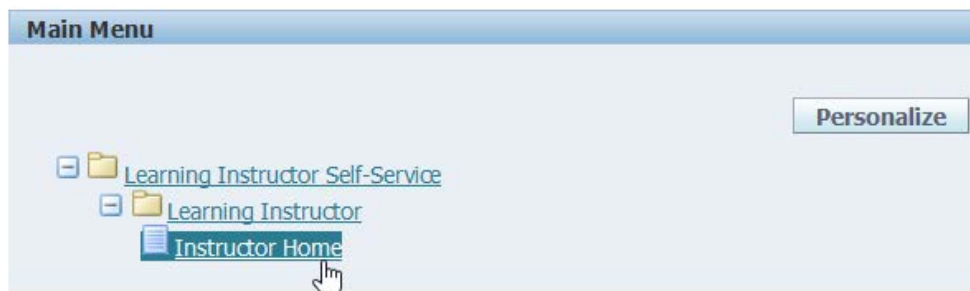 Main Menu
Personalize
Learning Instructor Self-Service
Learning Instructor
Instructor Home